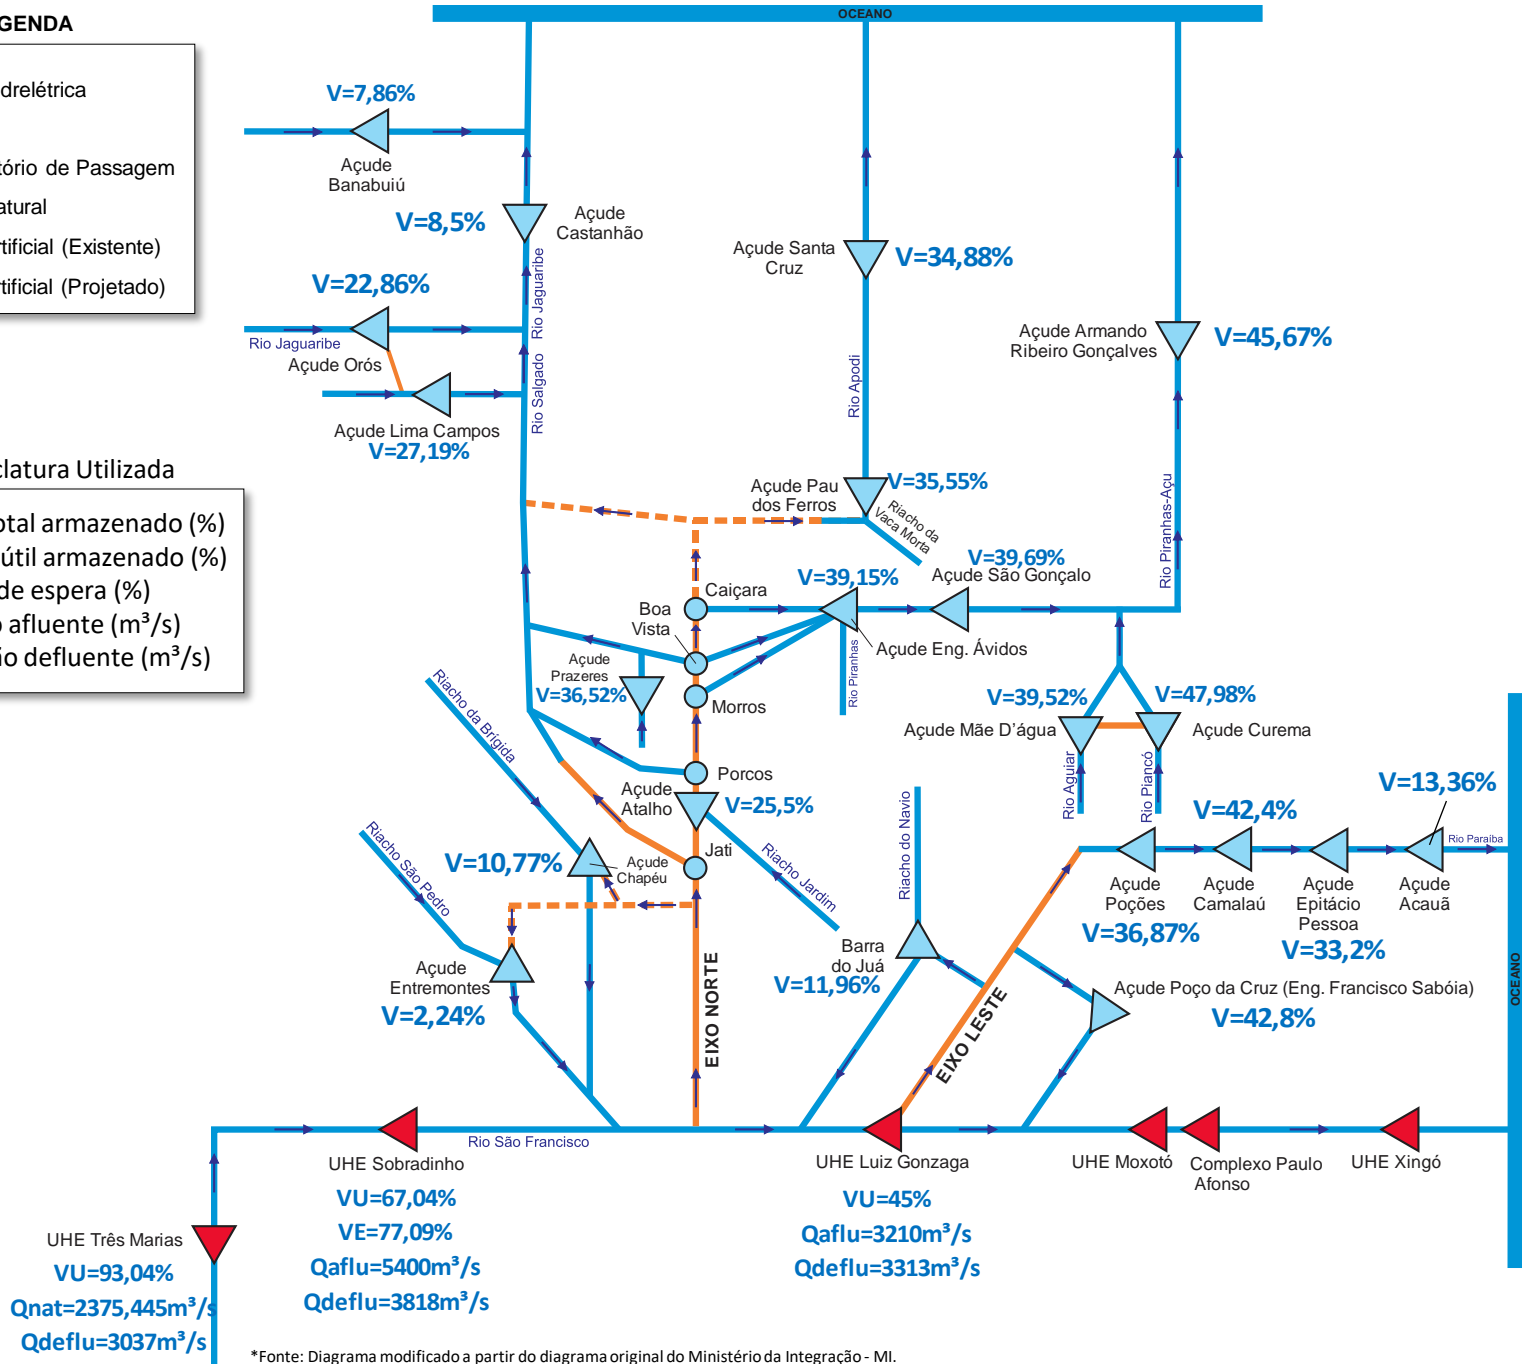 OCEANO
GENDA
drelétrica
tório de Passagem
atural
rtificial (Existente)
rtificial (Projetado)
V=7,86%
Açude
Banabuiú
V=8,5%
Açude
Castanhão
V=22,86%
Rio Jaguaribe
Açude Orós
Açude Lima Campos
V=27,19%
Rio Jaguaribe
Rio Salgado
Açude Santa
Cruz
V=34,88%
Rio Apodi
Açude Armando
Ribeiro Gonçalves
V=45,67%
Rio Piranhas-Açu
clatura Utilizada
otal armazenado (%)
útil armazenado (%)
de espera (%)
o afluente (m³/s)
ão defluente (m³/s)
Açude Pau
dos Ferros
V=35,55%
Riacho da
Vaca Morta
V=39,69%
Açude São Gonçalo
V=39,15%
Caiçara
Boa
Vista
Açude Eng. Ávidos
Rio Piranhas
Açude
Prazeres
V=36,52%
Morros
Riacho da Brígida
V=39,52%
V=47,98%
Açude Mãe D'água
Açude Curema
Rio Aguiar
Rio Piancó
Porcos
Açude
Atalho
V=25,5%
Jati
Riacho Jardim
Riacho do Navio
V=13,36%
V=42,4%
Rio Paraiba
Riacho São Pedro
V=10,77%
Açude
Chapéu
Açude
Poções
V=36,87%
Açude
Camalaú
Açude
Epitácio
Pessoa
V=33,2%
Açude
Acauã
Açude
Entremontes
V=2,24%
EIXO NORTE
Barra
do Juá
V=11,96%
EIXO LESTE
Açude Poço da Cruz (Eng. Francisco Sabóia)
V=42,8%
OCEANO
Rio São Francisco
UHE Sobradinho
VU=67,04%
VE=77,09%
Qaflu=5400m³/s
Qdeflu=3818m³/s
UHE Luiz Gonzaga
VU=45%
Qaflu=3210m³/s
Qdeflu=3313m³/s
UHE Moxotó
Complexo Paulo
Afonso
UHE Xingó
UHE Três Marias
VU=93,04%
Qnat=2375,445m³/s
Qdeflu=3037m³/s
*Fonte: Diagrama modificado a partir do diagrama original do Ministério da Integração - MI.